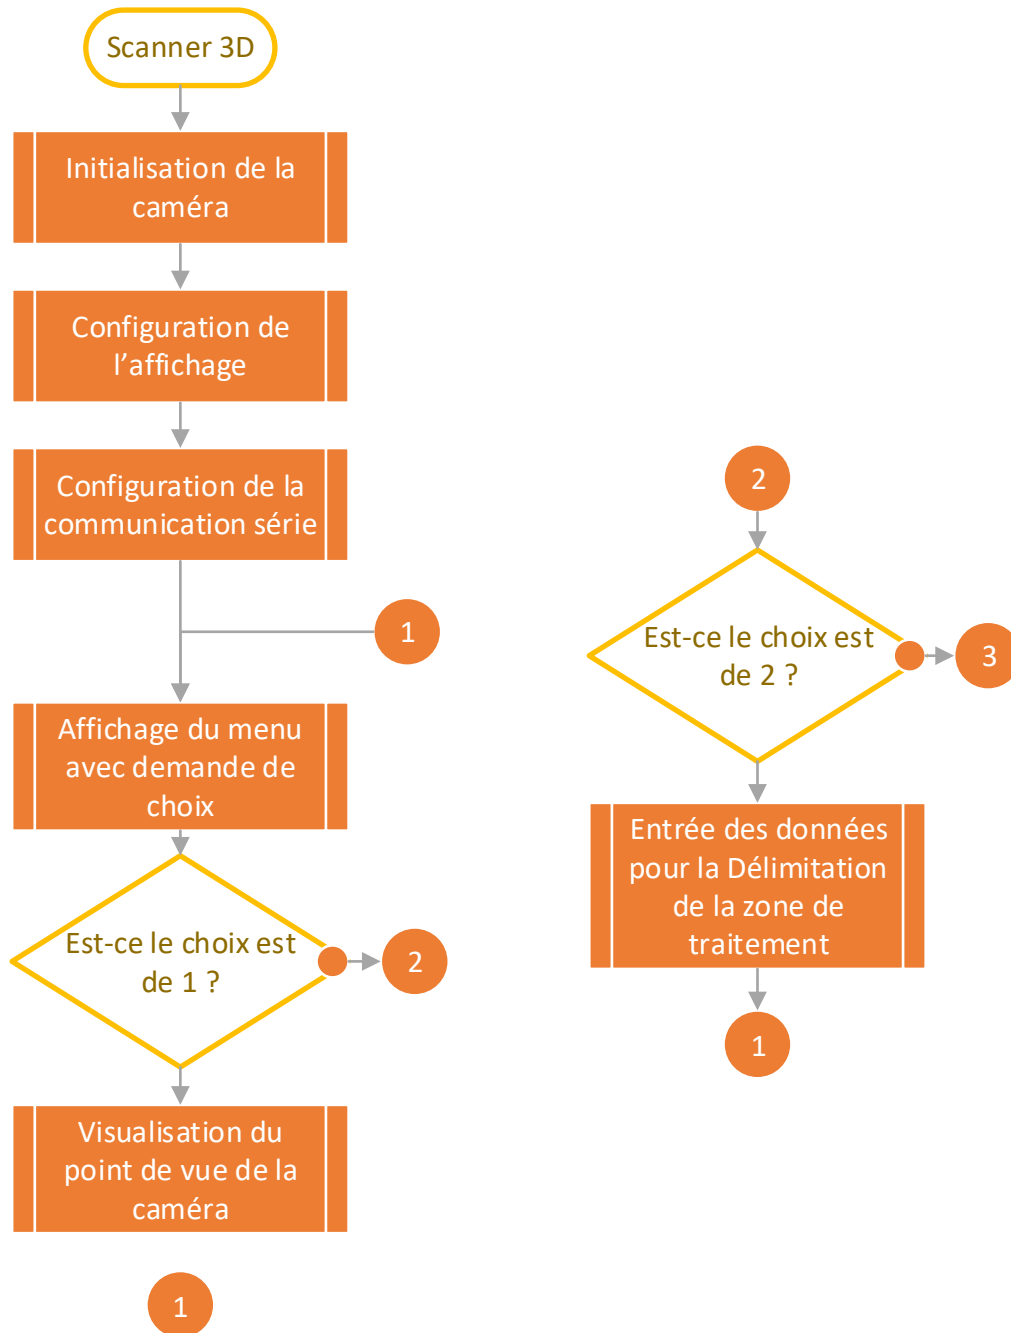 Scanner 3D
Initialisation de la
caméra
Configuration de
l’affichage
Configuration de la
communication série
1
Affichage du menu
avec demande de
choix
Est-ce le choix est
de 1 ?
2
Visualisation du
point de vue de la
caméra
1
2
Est-ce le choix est
de 2 ?
3
Entrée des données
pour la Délimitation
de la zone de
traitement
1